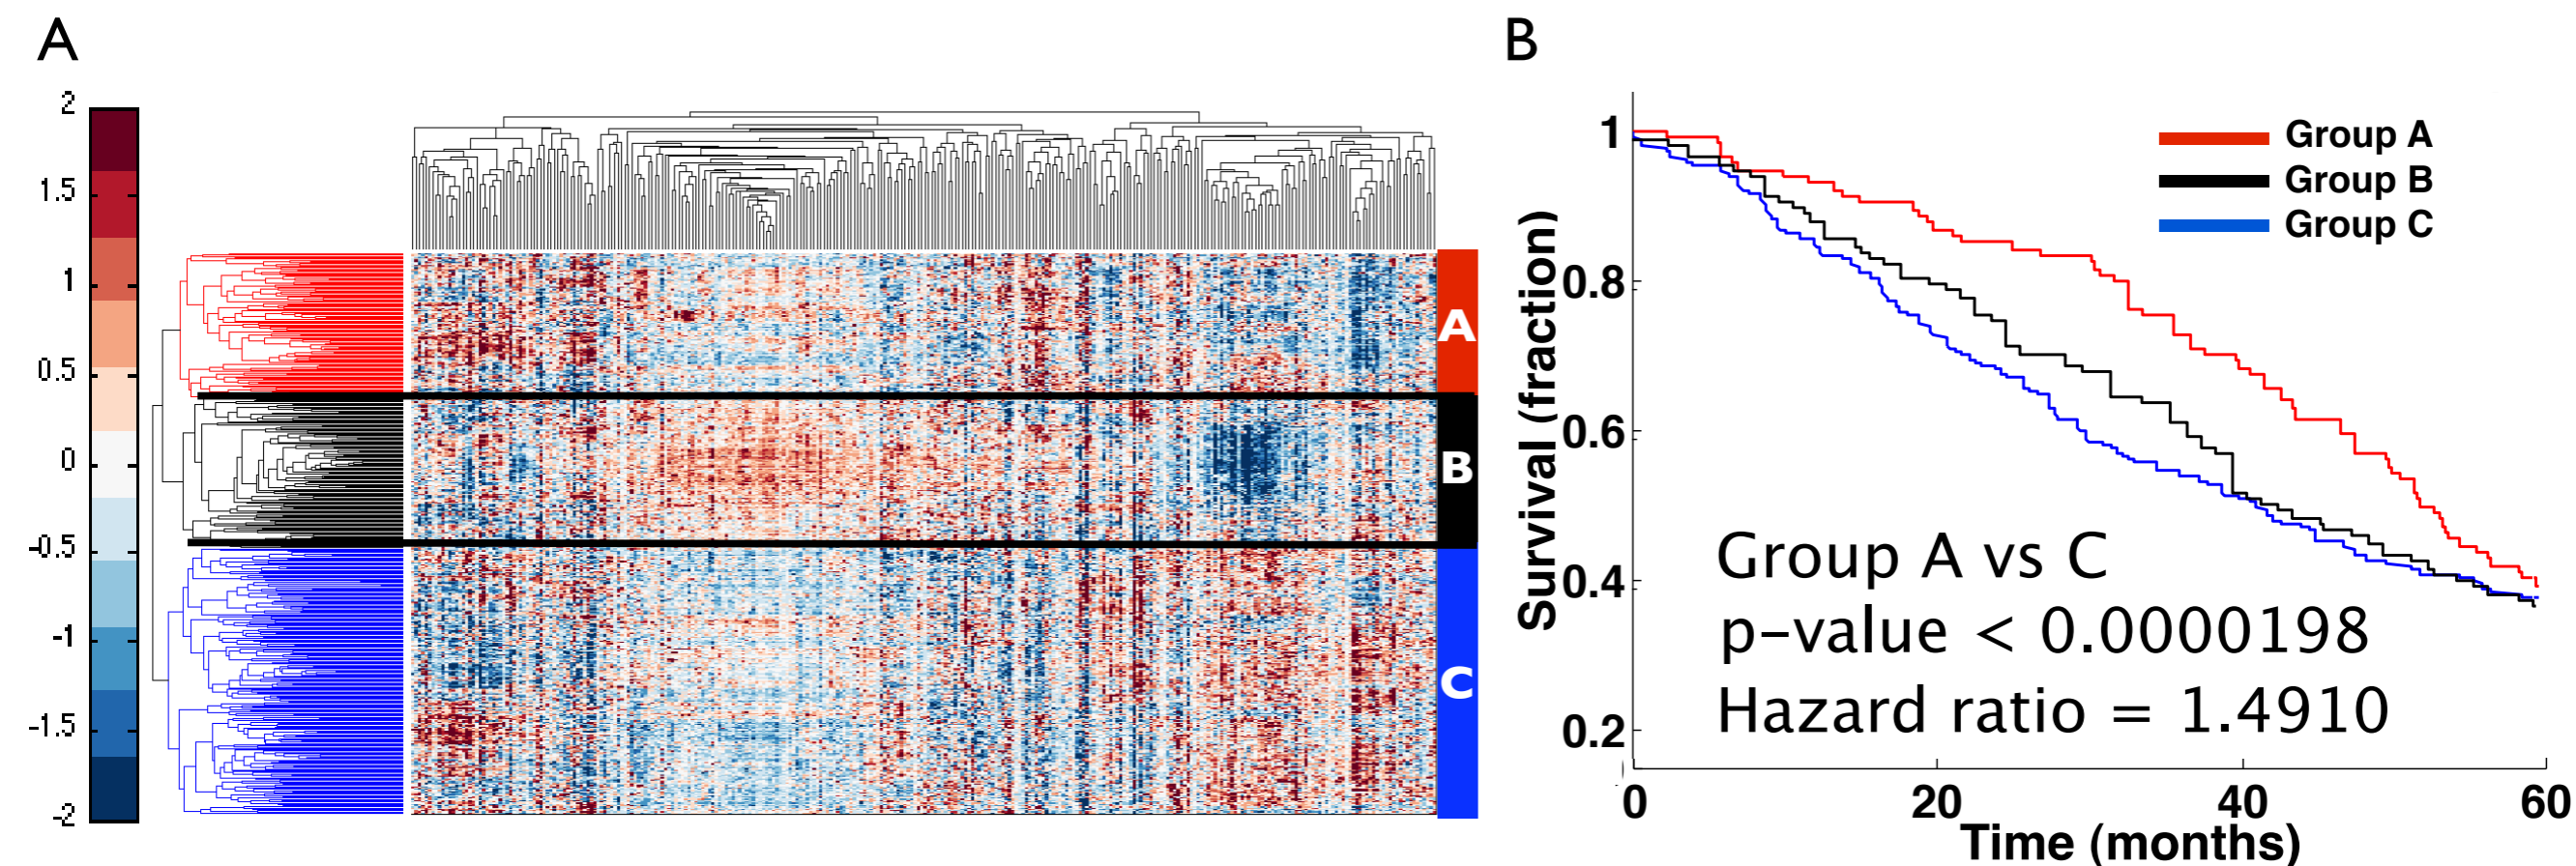 A
2
1.5
1
0.5
0
-0.5
-1
-1.5
-2
A
B
C
B
1
0.8
0.6
0.4
0.2
Survival (fraction)
Group A
Group B
Group C
Group A vs C
p-value < 0.0000198
Hazard ratio = 1.4910
0 20 40 60
Time (months)